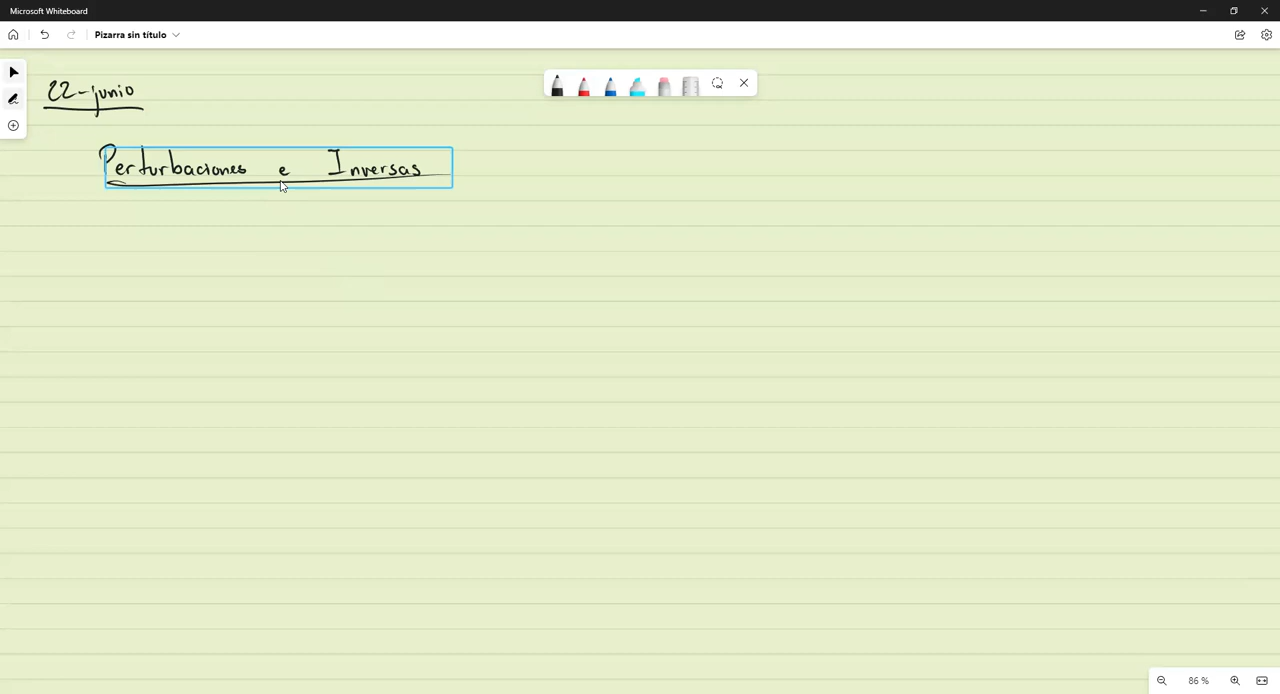 Microsoft Whiteboard
Pizarra sin título
22-junio
Perturbaciones e Inversas
86 %